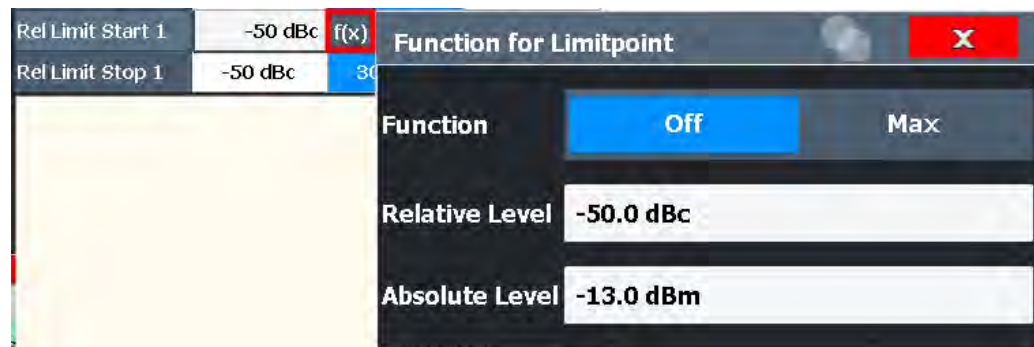 Rel Limit Start 1 -50 dBc f(x)
Rel Limit Stop 1 -50 dBc 30
Function for Limitpoint X
Function Off Max
Relative Level -50.0 dBc
Absolute Level -13.0 dBm